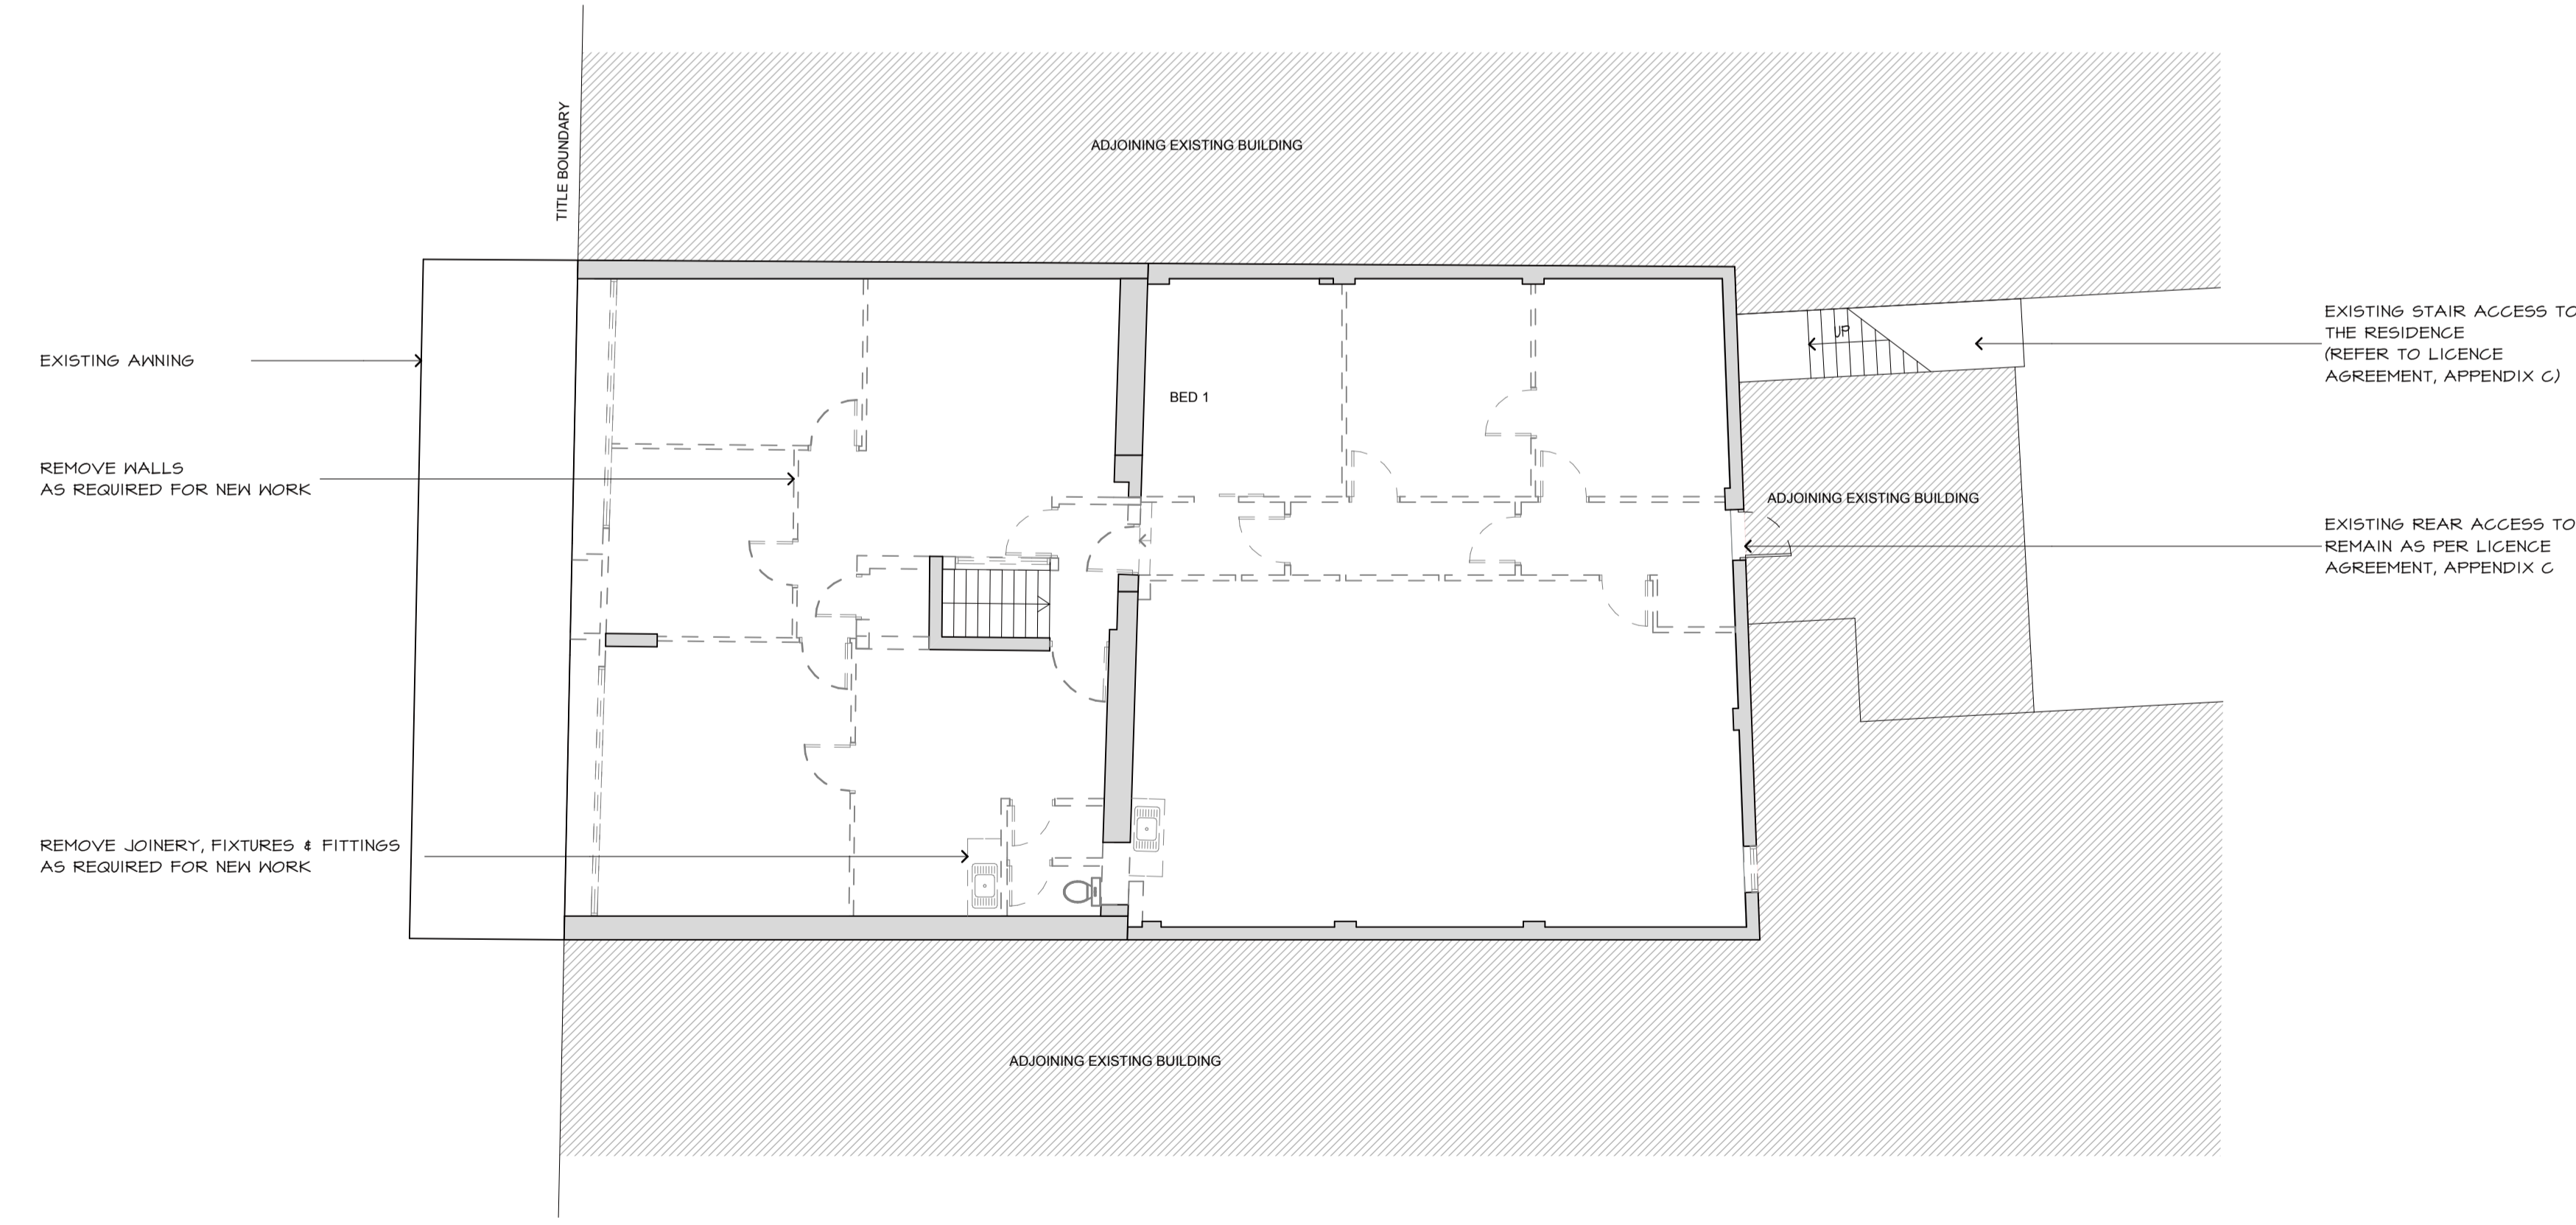 TITLE BOUNDARY
ADJOINING EXISTING BUILDING
EXISTING AWNING
REMOVE WALLS
AS REQUIRED FOR NEW WORK
REMOVE JOINERY, FIXTURES & FITTINGS
AS REQUIRED FOR NEW WORK
BED 1
UP
EXISTING STAIR ACCESS TO
THE RESIDENCE
(REFER TO LICENCE
AGREEMENT, APPENDIX C)
ADJOINING EXISTING BUILDING
EXISTING REAR ACCESS TO
REMAIN AS PER LICENCE
AGREEMENT, APPENDIX C
ADJOINING EXISTING BUILDING